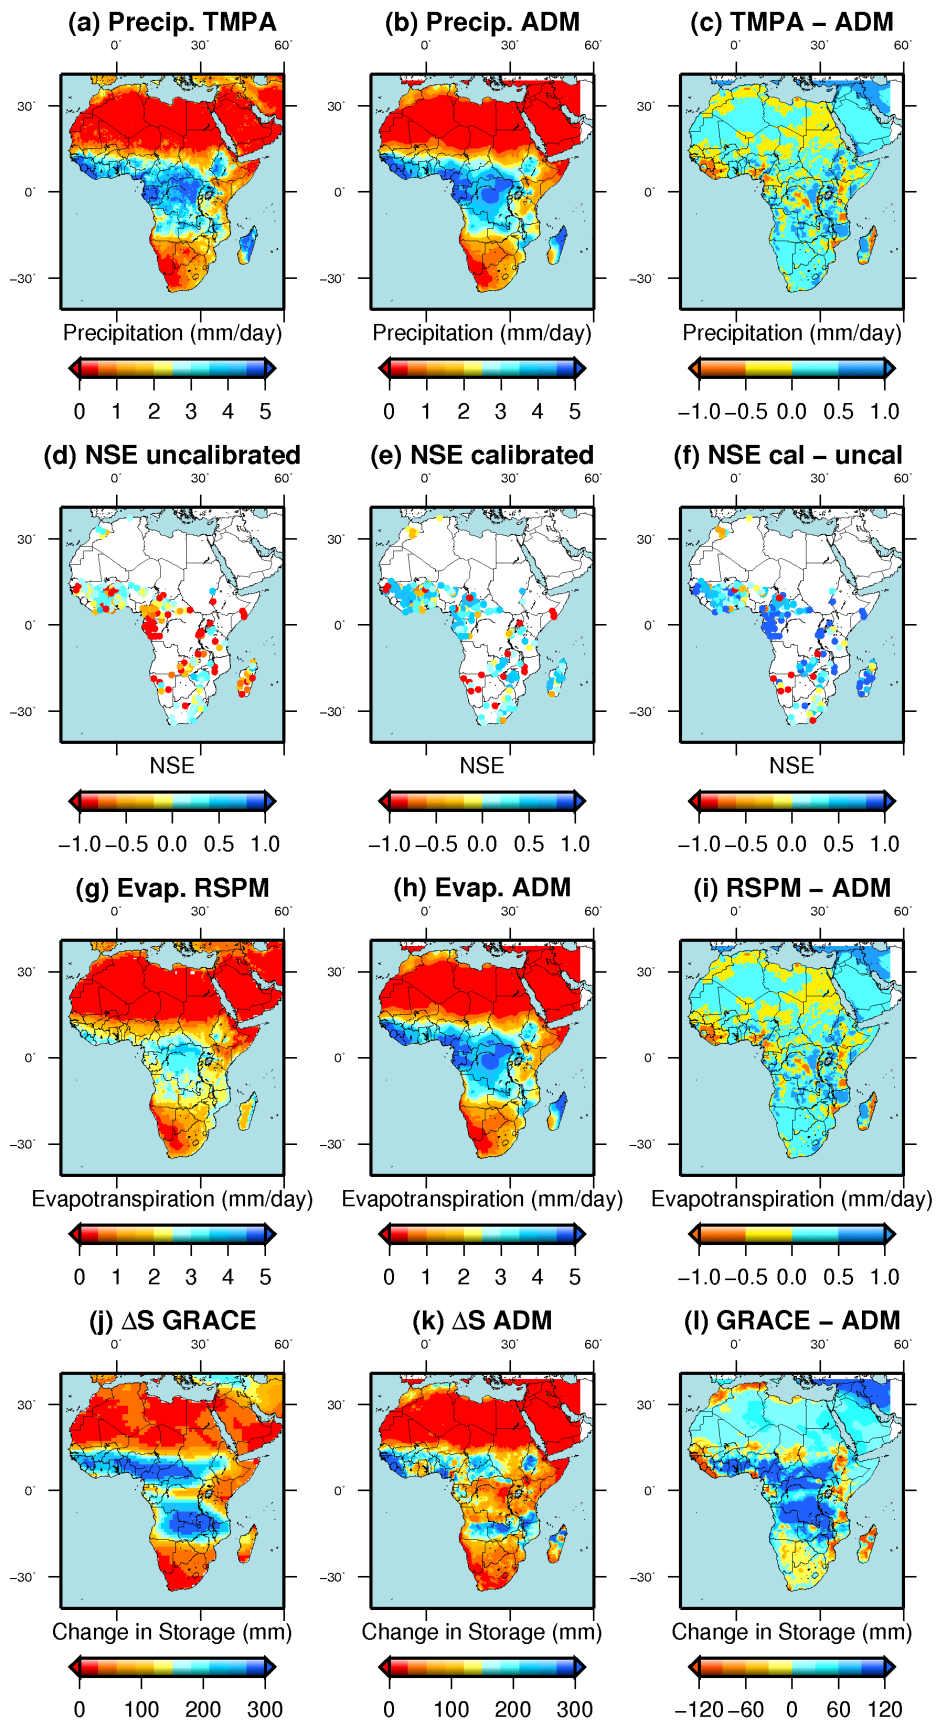 (a) Precip. TMPA (b) Precip. ADM (c) TMPA − ADM
0° 30° 60° 0° 30° 60° 0° 30° 60°
30° 30° 30°
0° 0° 0°
−30° −30° −30°
Precipitation (mm/day) Precipitation (mm/day) Precipitation (mm/day)
0 1 2 3 4 5 0 1 2 3 4 5 −1.0 −0.5 0.0 0.5 1.0
(d) NSE uncalibrated (e) NSE calibrated (f) NSE cal − uncal
0° 30° 60° 0° 30° 60° 0° 30° 60°
30° 30° 30°
0° 0° 0°
−30° −30° −30°
NSE NSE NSE
−1.0 −0.5 0.0 0.5 1.0 −1.0 −0.5 0.0 0.5 1.0 −1.0 −0.5 0.0 0.5 1.0
(g) Evap. RSPM (h) Evap. ADM (i) RSPM − ADM
0° 30° 60° 0° 30° 60° 0° 30° 60°
30° 30° 30°
0° 0° 0°
−30° −30° −30°
Evapotranspiration (mm/day) Evapotranspiration (mm/day) Evapotranspiration (mm/day)
0 1 2 3 4 5 0 1 2 3 4 5 −1.0 −0.5 0.0 0.5 1.0
(j) ΔS GRACE (k) ΔS ADM (l) GRACE − ADM
0° 30° 60° 0° 30° 60° 0° 30° 60°
30° 30° 30°
0° 0° 0°
−30° −30° −30°
Change in Storage (mm) Change in Storage (mm) Change in Storage (mm)
0 100 200 300 0 100 200 300 −120 −60 0 60 120